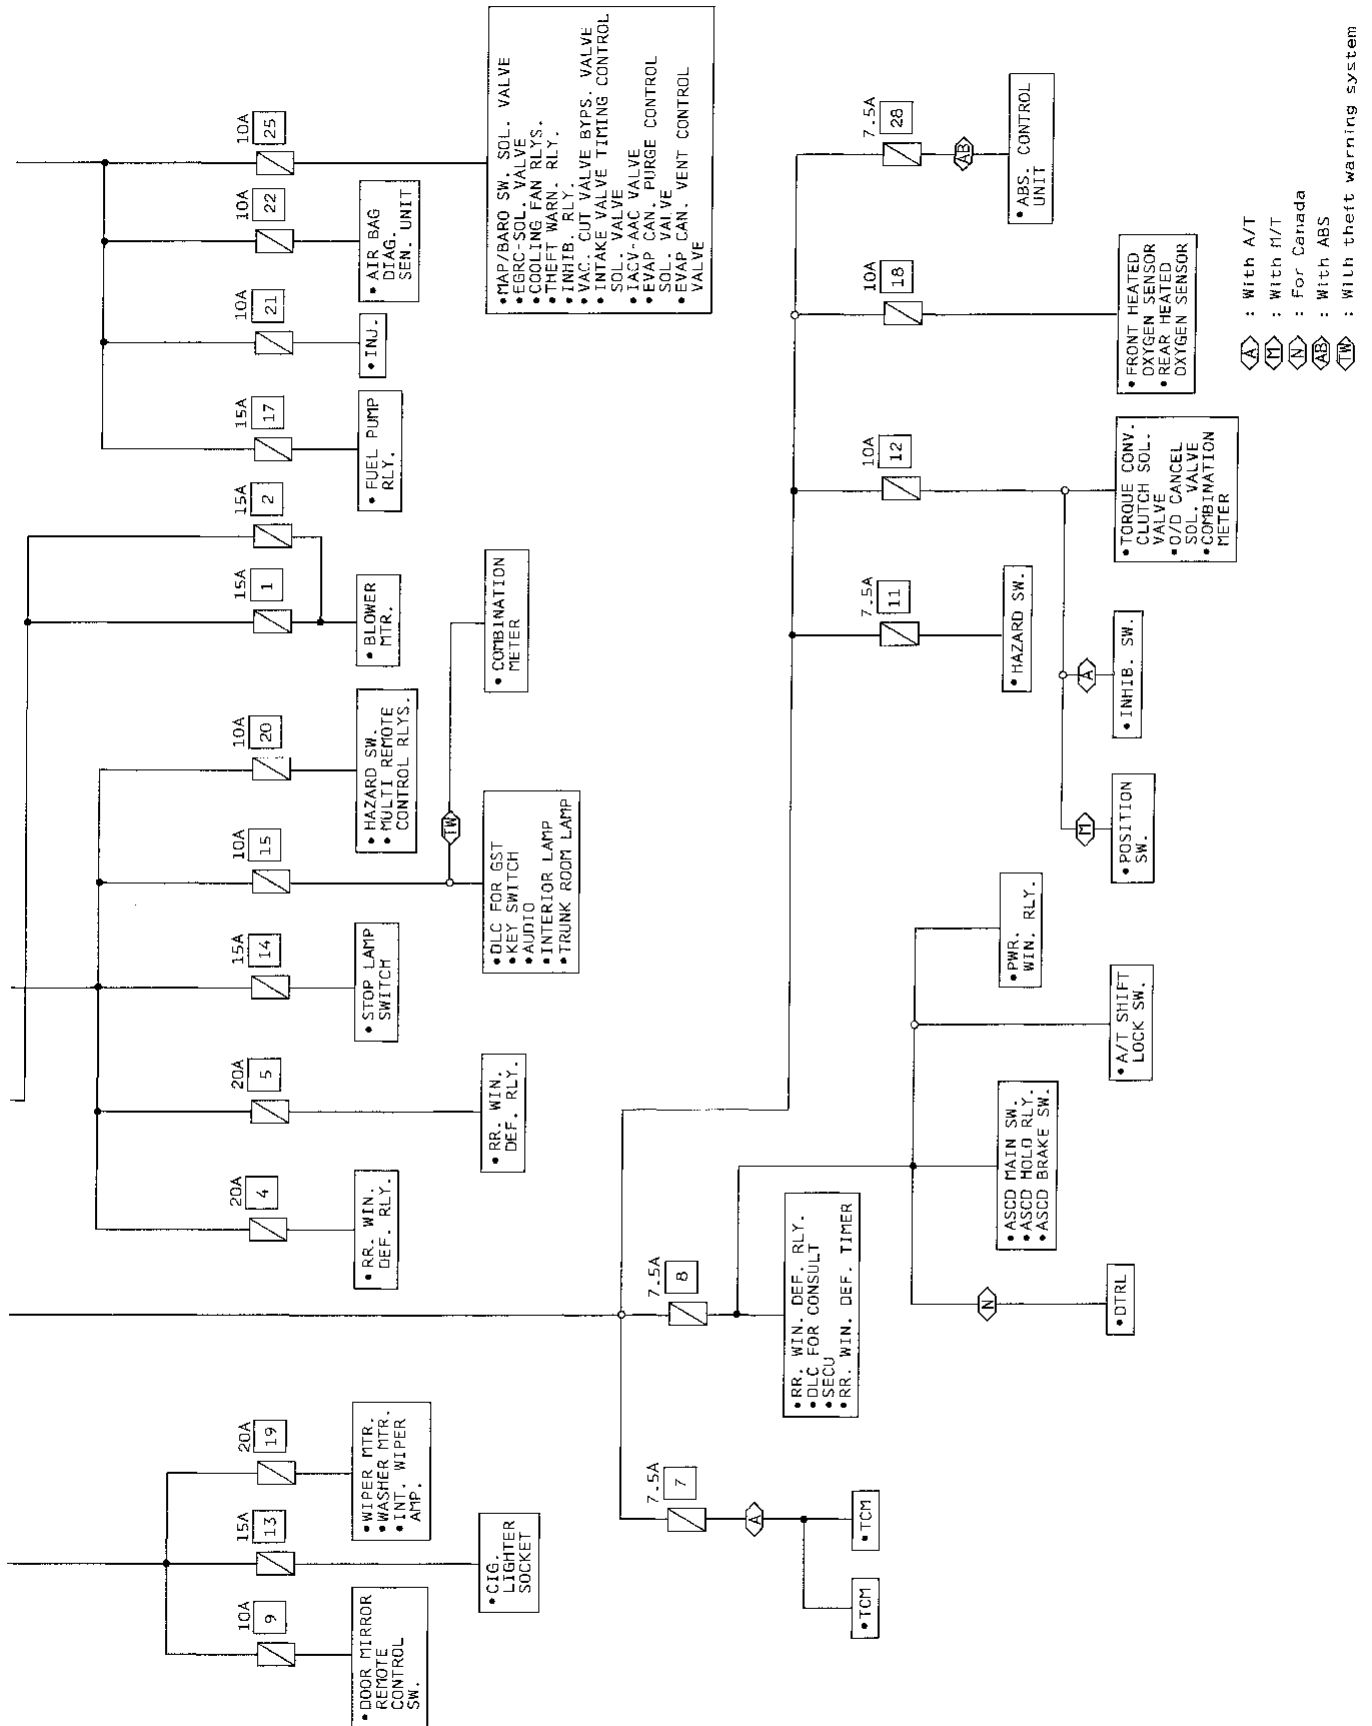 10A
9
• DOOR MIRROR
REMOTE
CONTROL
SW.
15A
13
• CIG.
LIGHTER
SOCKET
20A
19
• WIPER MTR.
• WASHER MTR.
• INT. WIPER
AMP.
20A
4
• RR. WIN.
DEF. RLY.
20A
5
• RR. WIN.
DEF. RLY.
15A
14
• STOP LAMP
SWITCH
10A
15
TW
• DLC FOR GST
• KEY SWITCH
• AUDIO
• INTERIOR LAMP
• TRUNK ROOM LAMP
• COMBINATION
METER
10A
20
• HAZARD SW.
• MULTI REMOTE
CONTROL RLYS.
15A
1
• BLOWER
MTR.
15A
2
15A
17
• FUEL PUMP
RLY.
10A
21
• INJ.
10A
22
• AIR BAG
DIAG.
SEN. UNIT
10A
25
• MAP/BARO SW. SOL. VALVE
• EGRC-SOL. VALVE
• COOLING FAN RLYS.
• THEFT WARN. RLY.
• INHIB. RLY.
• VAC. CUT VALVE BYPS. VALVE
• INTAKE VALVE TIMING CONTROL
SOL. VALVE
• IACV-AAC VALVE
• EVAP CAN. PURGE CONTROL
SOL. VALVE
• EVAP CAN. VENT CONTROL
VALVE
7.5A
7
A
• TCM
• TCM
7.5A
8
• RR. WIN. DEF. RLY.
• DLC FOR CONSULT
• SECU
• RR. WIN. DEF. TIMER
N
• DTRL
• ASCD MAIN SW.
• ASCD HOLD RLY.
• ASCD BRAKE SW.
• A/T SHIFT
LOCK SW.
• PWR.
WIN. RLY.
7.5A
11
• HAZARD SW.
10A
12
M
• POSITION
SW.
A
• INHIB. SW.
• TORQUE CONV.
CLUTCH SOL.
VALVE
• O/D CANCEL
SOL. VALVE
• COMBINATION
METER
10A
18
• FRONT HEATED
OXYGEN SENSOR
• REAR HEATED
OXYGEN SENSOR
7.5A
28
AB
• ABS. CONTROL
UNIT
A : With A/T
M : With M/T
N : For Canada
AB : With ABS
TW : With theft warning system